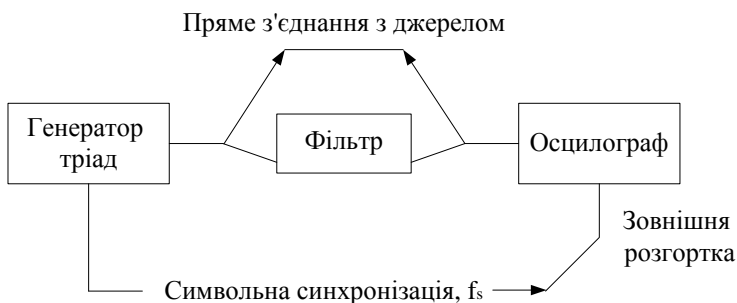 Пряме з'єднання з джерелом
Генератор
тріад
Фільтр
Осцилограф
Зовнішня
розгортка
Символьна синхронізація, fs